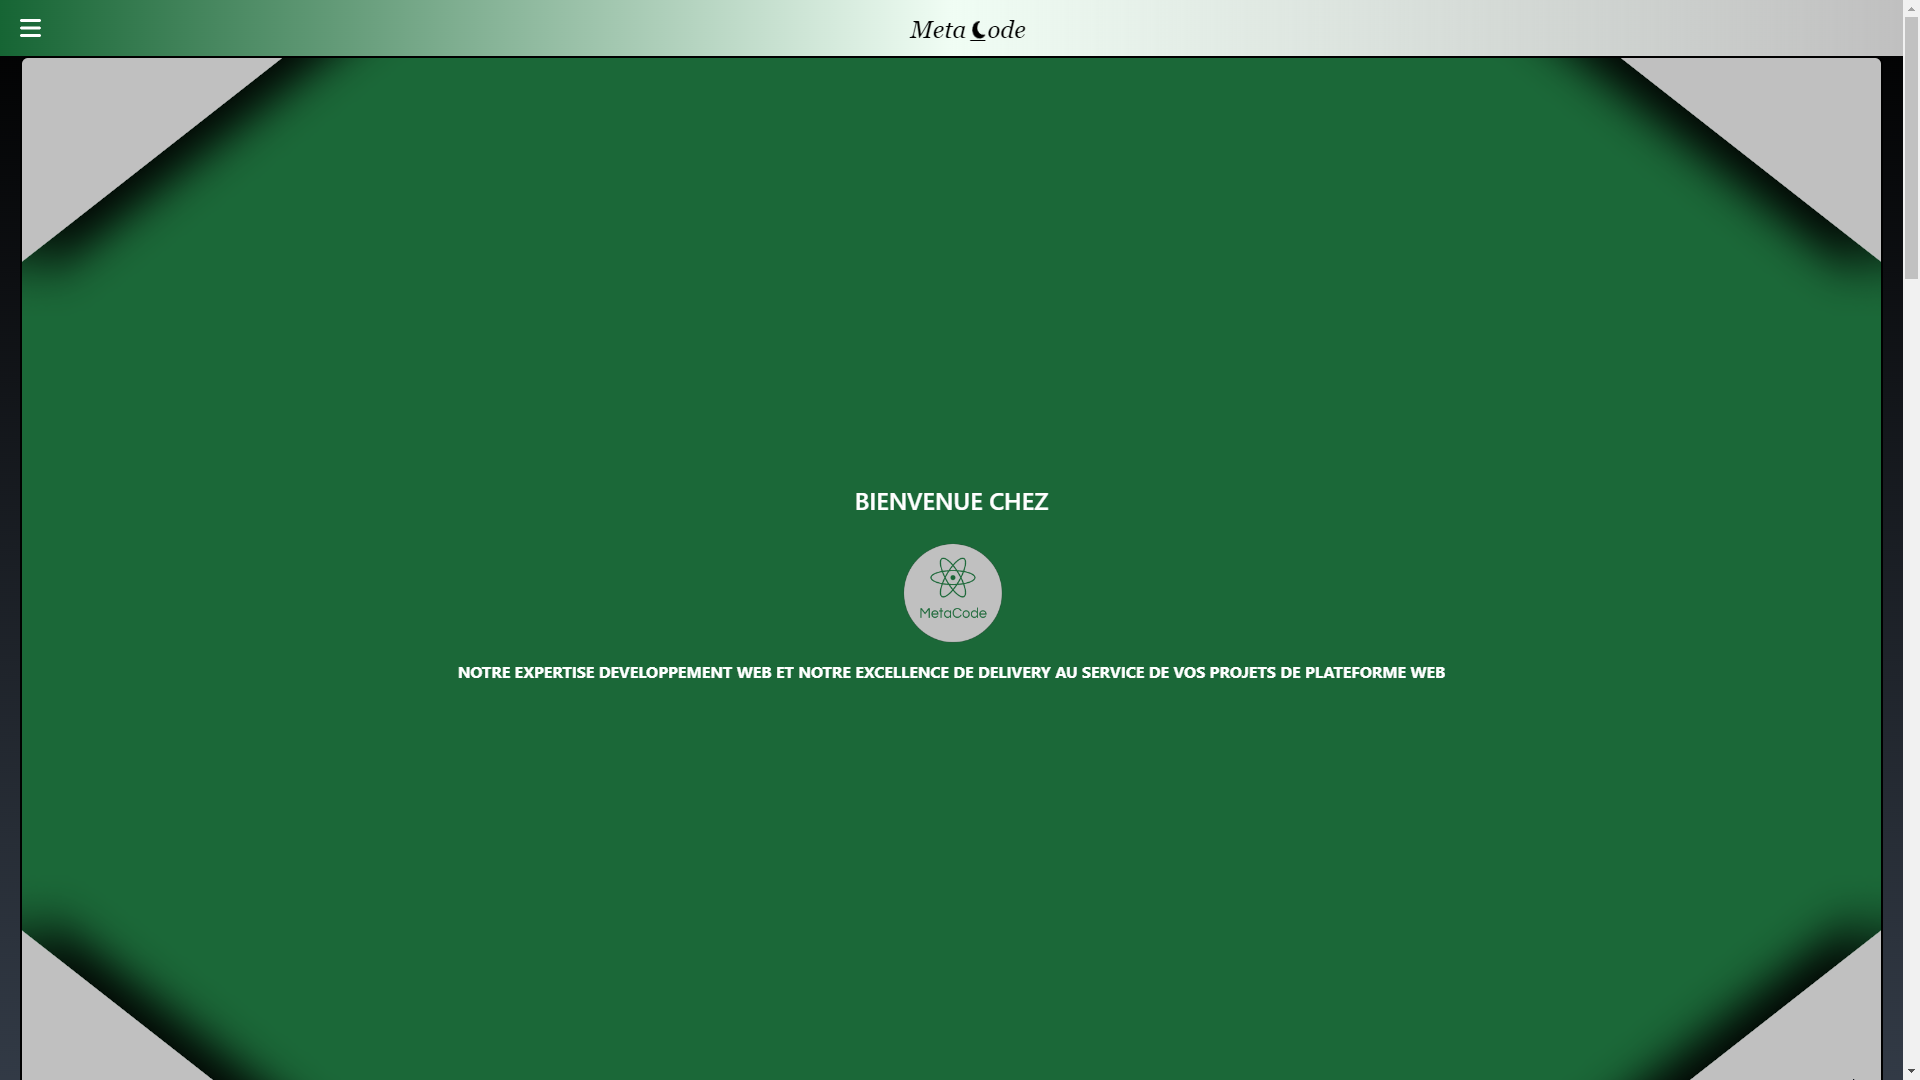 Meta ode
BIENVENUE CHEZ
MetaCode
NOTRE EXPERTISE DEVELOPPEMENT WEB ET NOTRE EXCELLENCE DE DELIVERY AU SERVICE DE VOS PROJETS DE PLATEFORME WEB